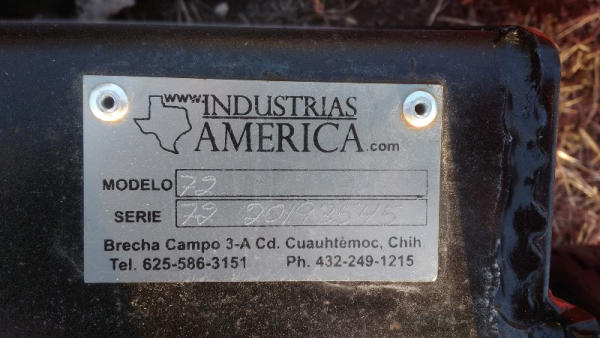 www.INDUSTRIAS
AMERICA.com
MODELO 72
SERIE 72 20192545
Brecha Campo 3-A Cd. Cuauhtémoc, Chih
Tel. 625-586-3151 Ph. 432-249-1215